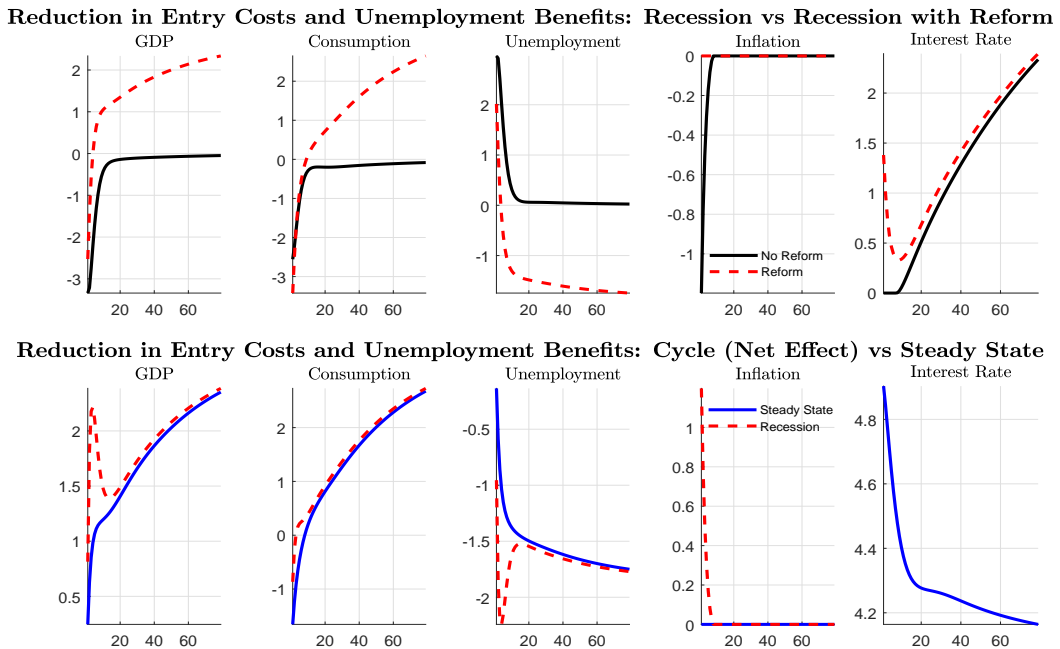 Reduction in Entry Costs and Unemployment Benefits: Recession vs Recession with Reform
GDP
Consumption
Unemployment
Inflation
Interest Rate
2
1
0
-1
-2
-3
20 40 60
2
1
0
-1
-2
-3
20 40 60
2
1
0
-1
20 40 60
0
-0.2
-0.4
-0.6
-0.8
-1
No Reform
Reform
20 40 60
2
1.5
1
0.5
0
20 40 60
Reduction in Entry Costs and Unemployment Benefits: Cycle (Net Effect) vs Steady State
GDP
Consumption
Unemployment
Inflation
Interest Rate
2
1.5
1
0.5
20 40 60
2
1
0
-1
20 40 60
-0.5
-1
-1.5
-2
20 40 60
1
0.8
0.6
0.4
0.2
0
Steady State
Recession
20 40 60
4.8
4.6
4.4
4.2
20 40 60